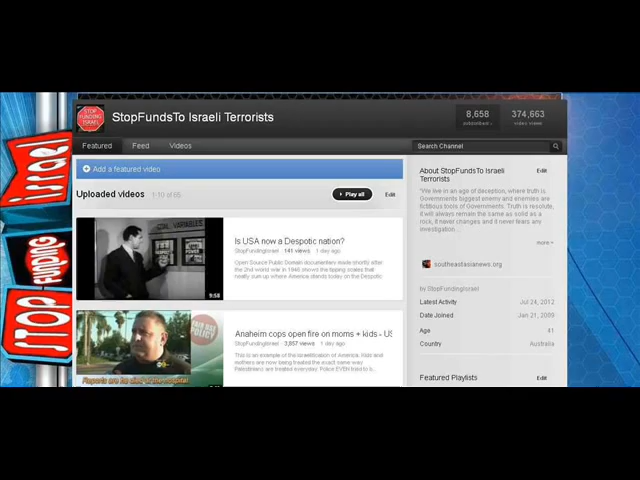 STOP FUNDING ISRAEL
StopFundsTo Israeli Terrorists
8,658
374,663
video views
Featured
Feed
Videos
Search Channel
israel
FUNDING
STOP
Add a featured video
Uploaded videos
1-10 of 65
Play all
Edit
Is USA now a Despotic nation?
StopFundingIsrael 141 views 1 day ago
Open Source Public Domain documentary made shortly after
the 2nd world war in 1946 shows the tipping scales that
really sum up where America stands today on the Despotic
9:58
Anaheim cops open fire on moms + kids - US
StopFundingIsrael 3,857 views 1 day ago
This is an example of the Israelification of America. Kids and
mothers are now being treated the exact same way
Palestinians are treated everyday. Police EVEN tried to b...
About StopFundsTo Israeli
Terrorists
Edit
"We live in an age of deception, where truth is
Governments biggest enemy and enemies are
fictitious tools of Governments. Truth is resolute,
it will always remain the same as solid as a
rock, it never changes and it never fears any
investigation...
more
southeastasianews.org
by StopFundingIsrael
Latest Activity
Jul 24, 2012
Date Joined
Jan 21, 2009
Age
41
Country
Australia
Featured Playlists
Edit